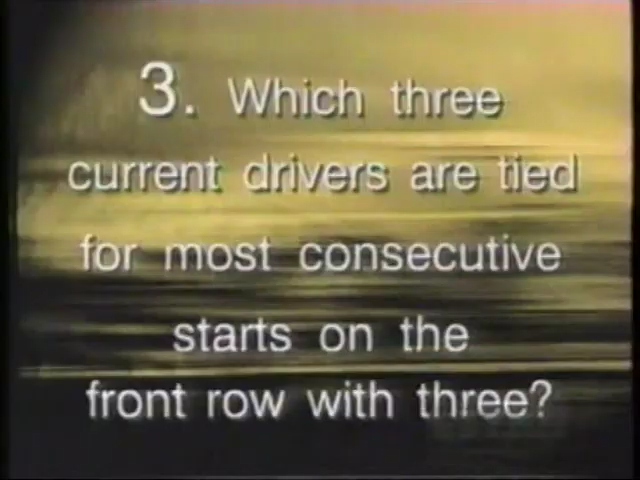 3. Which three
current drivers are tied
for most consecutive
starts on the
front row with three?